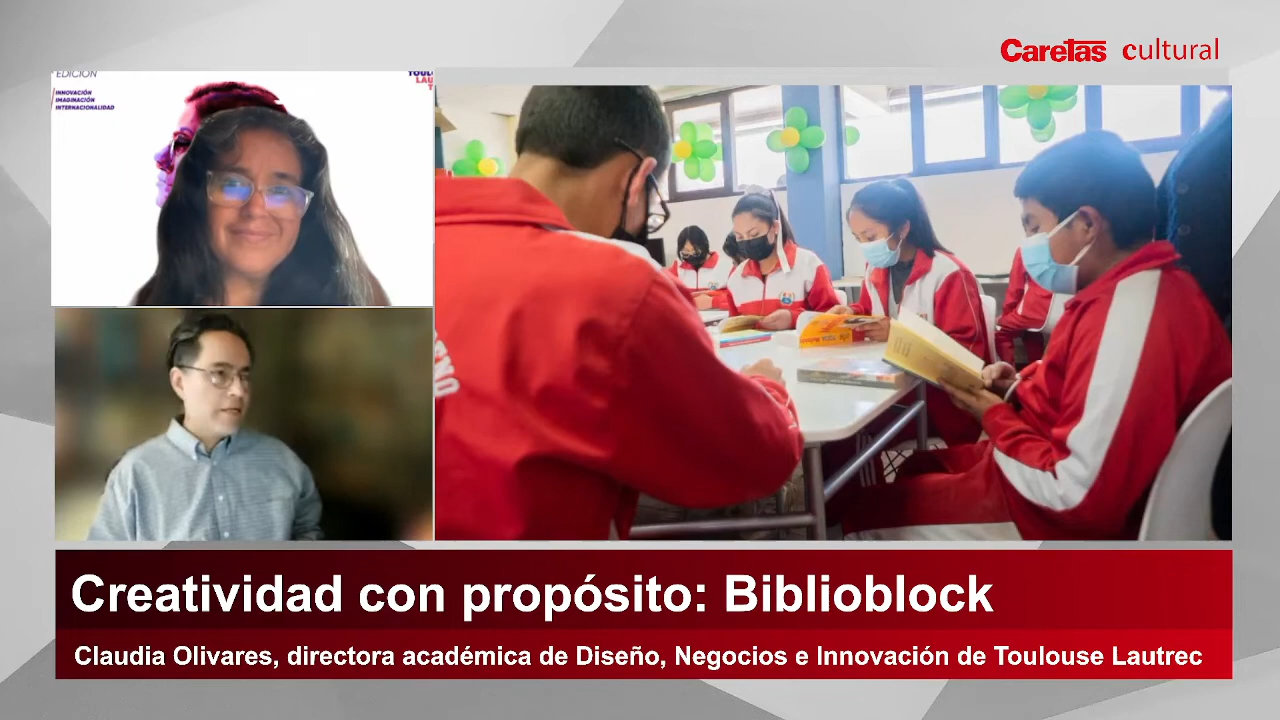 Caretas cultural
EDICIÓN
INNOVACIÓN
IMAGINACIÓN
INTERNACIONALIDAD
Creatividad con propósito: Biblioblock
Claudia Olivares, directora académica de Diseño, Negocios e Innovación de Toulouse Lautrec